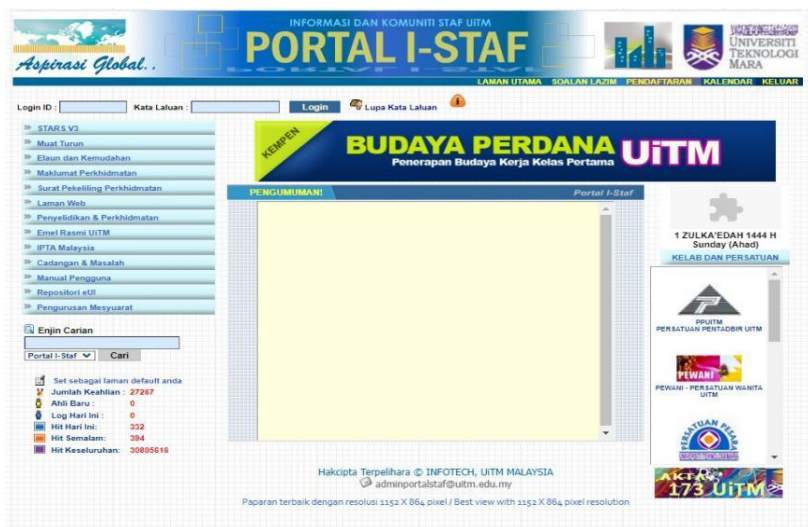 Aspirasi Global..
INFORMASI DAN KOMUNITI STAF UITM
PORTAL I-STAF
UNIVERSITI
TEKNOLOGI
MARA
LAMAN UTAMA SOALAN LAZIM PENDAFTARAN KALENDAR KELUAR
Login ID : Kata Laluan : Login Lupa Kata Laluan
STARS V3
Muat Turun
Elaun dan Kemudahan
Maklumat Perkhidmatan
Surat Pekeliling Perkhidmatan
Laman Web
Penyelidikan & Perkhidmatan
Emel Rasmi UiTM
IPTA Malaysia
Cadangan & Masalah
Manual Pengguna
Repositori eUI
Pengurusan Mesyuarat
Enjin Carian
Portal I-Staf Cari
Set sebagai laman default anda
Jumlah Keahlian : 27267
Ahli Baru : 0
Log Hari Ini : 0
Hit Hari Ini: 332
Hit Semalam: 394
Hit Keseluruhan: 30805616
KEMPEN
BUDAYA PERDANA UiTM
Penerapan Budaya Kerja Kelas Pertama
PENGUMUMAN! Portal I-Staf
1 ZULKA'EDAH 1444 H
Sunday (Ahad)
KELAB DAN PERSATUAN
PPUITM
PERSATUAN PENTADBIR UITM
PEWANI
PEWANI - PERSATUAN WANITA
UITM
AKTA
173 UiTM
Hakcipta Terpelihara © INFOTECH, UiTM MALAYSIA
adminportalstaf@uitm.edu.my
Paparan terbaik dengan resolusi 1152 X 864 pixel / Best view with 1152 X 864 pixel resolution